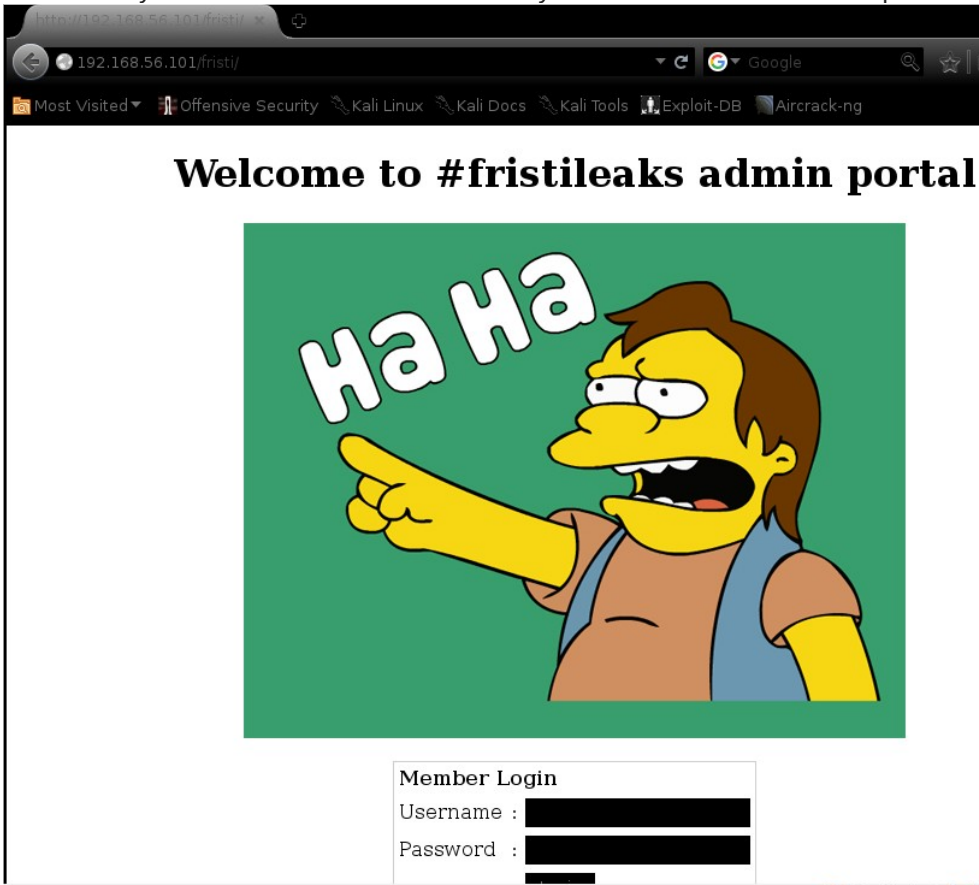 http://192.168.56.101/fristi/
192.168.56.101/fristi/
Google
Most Visited Offensive Security Kali Linux Kali Docs Kali Tools Exploit-DB Aircrack-ng
Welcome to #fristileaks admin portal
Ha Ha
Member Login
Username :
Password :